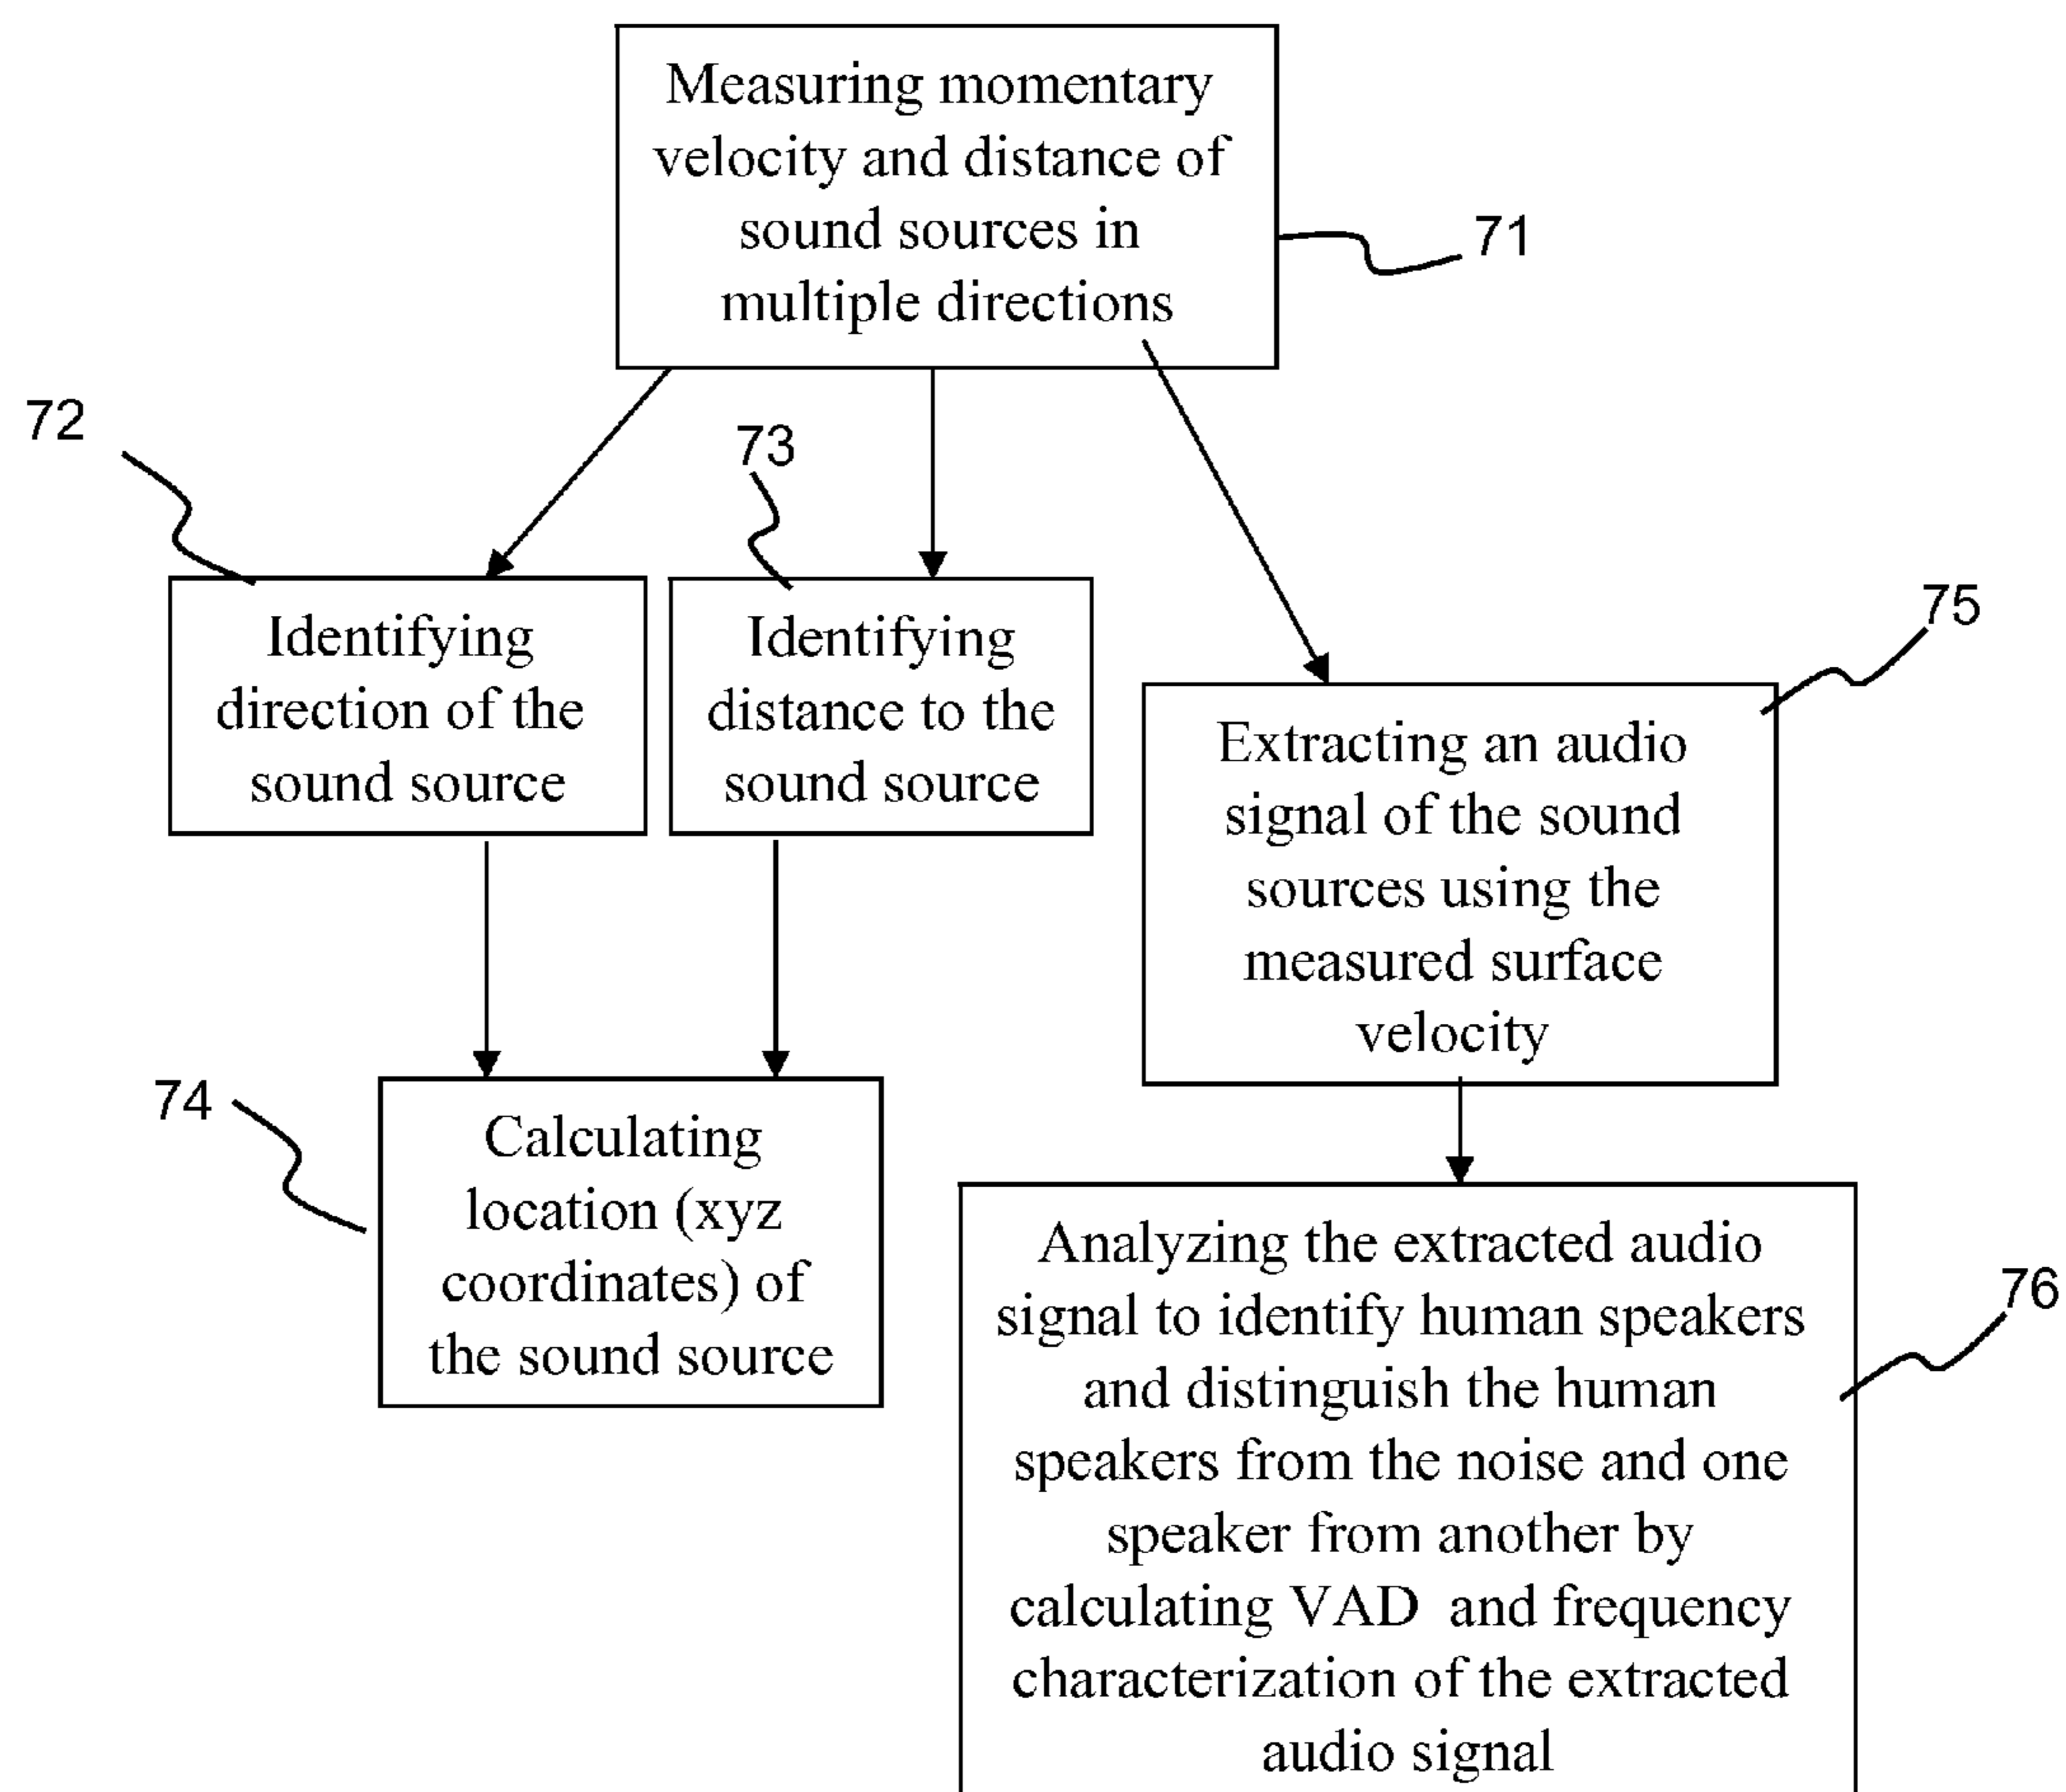 Measuring momentary
velocity and distance of
sound sources in
multiple directions
71
72
73
Identifying
direction of the
sound source
Identifying
distance to the
sound source
75
Extracting an audio
signal of the sound
sources using the
measured surface
velocity
74
Calculating
location (xyz
coordinates) of
the sound source
76
Analyzing the extracted audio
signal to identify human speakers
and distinguish the human
speakers from the noise and one
speaker from another by
calculating VAD and frequency
characterization of the extracted
audio signal